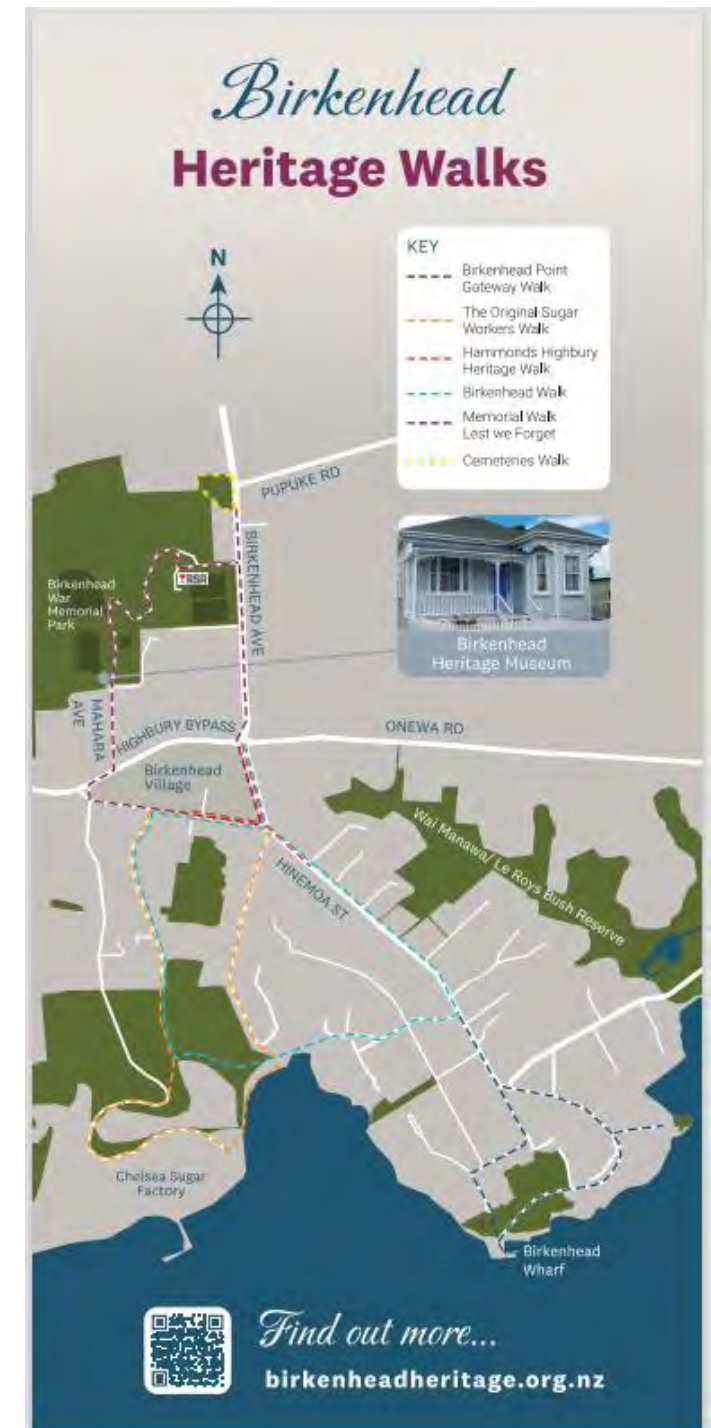 Birkenhead
Heritage Walks
N
KEY
Birkenhead Point
Gateway Walk
The Original Sugar
Workers Walk
Hammonds Highbury
Heritage Walk
Birkenhead Walk
Memorial Walk
Lest we Forget
Cemeteries Walk
PUPUKE RD
BIRKENHEAD AVE
RSA
Birkenhead
War
Memorial
Park
Birkenhead
Heritage Museum
MAHARA
AVE
HIGHBURY BYPASS
ONEWA RD
Birkenhead
Village
Wai Manawa/ Le Roys Bush Reserve
HINEMOA ST
Chelsea Sugar
Factory
Birkenhead
Wharf
Find out more...
birkenheadheritage.org.nz